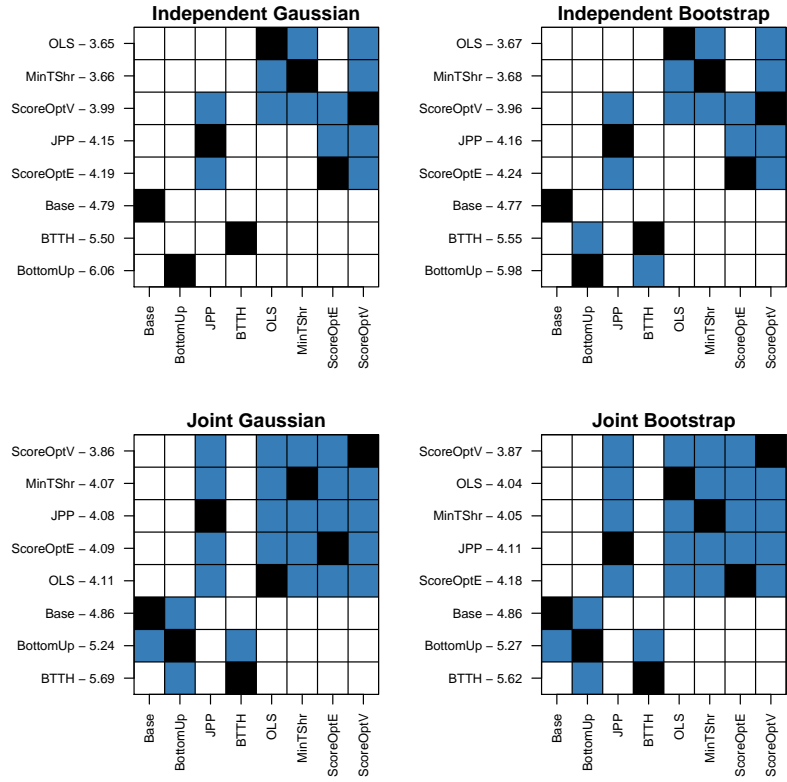 Independent Gaussian
OLS − 3.65
MinTShr − 3.66
ScoreOptV − 3.99
JPP − 4.15
ScoreOptE − 4.19
Base − 4.79
BTTH − 5.50
BottomUp − 6.06
Base
BottomUp
JPP
BTTH
OLS
MinTShr
ScoreOptE
ScoreOptV
Independent Bootstrap
OLS − 3.67
MinTShr − 3.68
ScoreOptV − 3.96
JPP − 4.16
ScoreOptE − 4.24
Base − 4.77
BTTH − 5.55
BottomUp − 5.98
Base
BottomUp
JPP
BTTH
OLS
MinTShr
ScoreOptE
ScoreOptV
Joint Gaussian
ScoreOptV − 3.86
MinTShr − 4.07
JPP − 4.08
ScoreOptE − 4.09
OLS − 4.11
Base − 4.86
BottomUp − 5.24
BTTH − 5.69
Base
BottomUp
JPP
BTTH
OLS
MinTShr
ScoreOptE
ScoreOptV
Joint Bootstrap
ScoreOptV − 3.87
OLS − 4.04
MinTShr − 4.05
JPP − 4.11
ScoreOptE − 4.18
Base − 4.86
BottomUp − 5.27
BTTH − 5.62
Base
BottomUp
JPP
BTTH
OLS
MinTShr
ScoreOptE
ScoreOptV